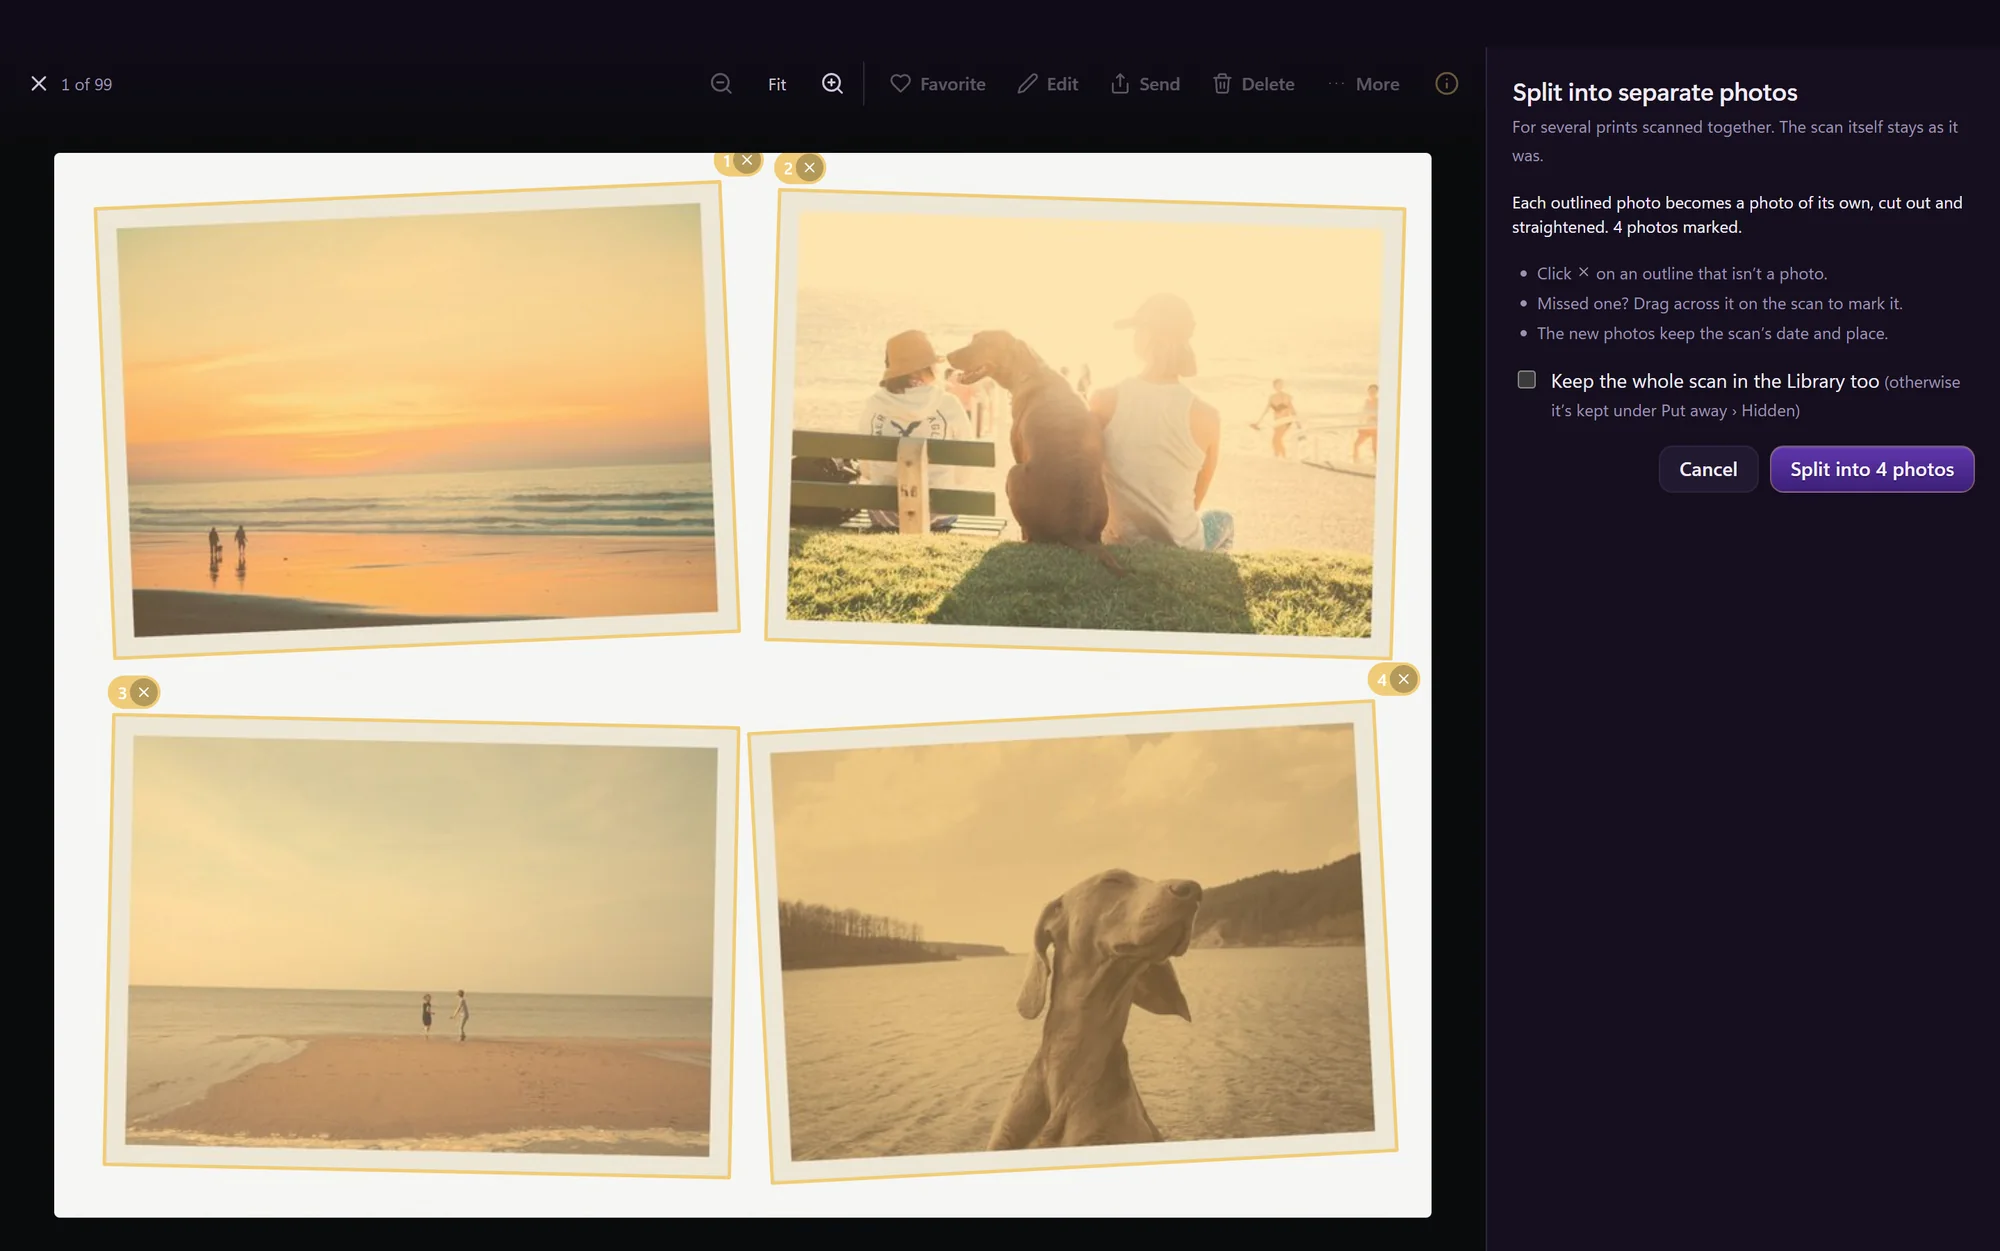 1 of 99
Fit
Favorite
Edit
Send
Delete
More
Split into separate photos
For several prints scanned together. The scan itself stays as it
was.
Each outlined photo becomes a photo of its own, cut out and
straightened. 4 photos marked.
Click × on an outline that isn’t a photo.
Missed one? Drag across it on the scan to mark it.
The new photos keep the scan’s date and place.
Keep the whole scan in the Library too (otherwise
it’s kept under Put away › Hidden)
Cancel
Split into 4 photos
1
2
3
4